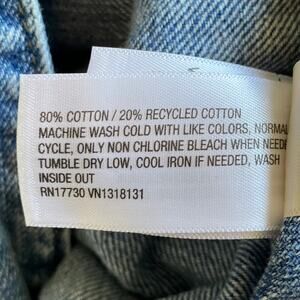 80% COTTON / 20% RECYCLED COTTON
MACHINE WASH COLD WITH LIKE COLORS, NORMAL
CYCLE, ONLY NON CHLORINE BLEACH WHEN NEEDE
TUMBLE DRY LOW, COOL IRON IF NEEDED, WASH
INSIDE OUT
RN17730 VN1318131